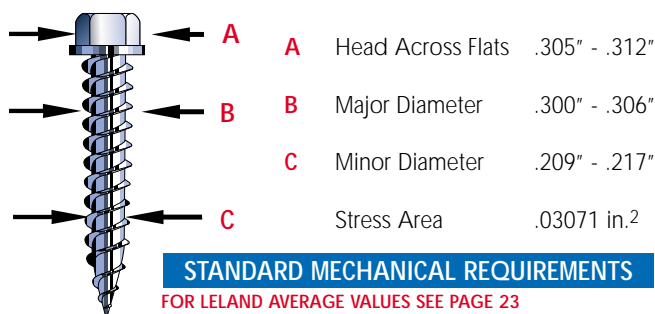 A
A Head Across Flats .305" - .312"
B
B Major Diameter .300" - .306"
C Minor Diameter .209" - .217"
C
Stress Area .03071 in.2
STANDARD MECHANICAL REQUIREMENTS
FOR LELAND AVERAGE VALUES SEE PAGE 23